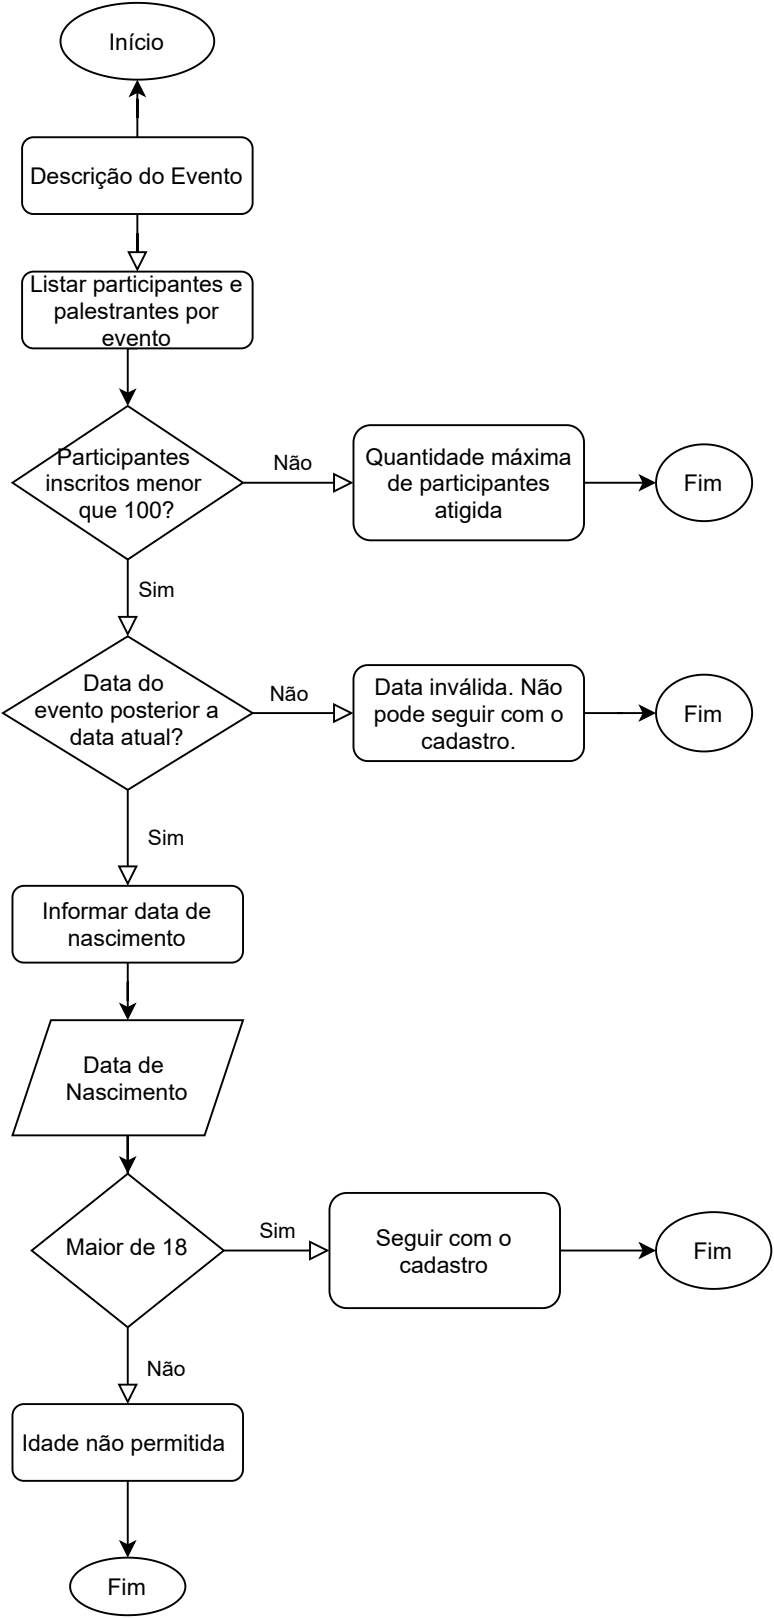 Início
Descrição do Evento
Listar participantes e
palestrantes por
evento
Participantes
inscritos menor
que 100?
Não
Quantidade máxima
de participantes
atigida
Fim
Sim
Data do
evento posterior a
data atual?
Não
Data inválida. Não
pode seguir com o
cadastro.
Fim
Sim
Informar data de
nascimento
Data de
Nascimento
Maior de 18
Sim
Seguir com o
cadastro
Fim
Não
Idade não permitida
Fim